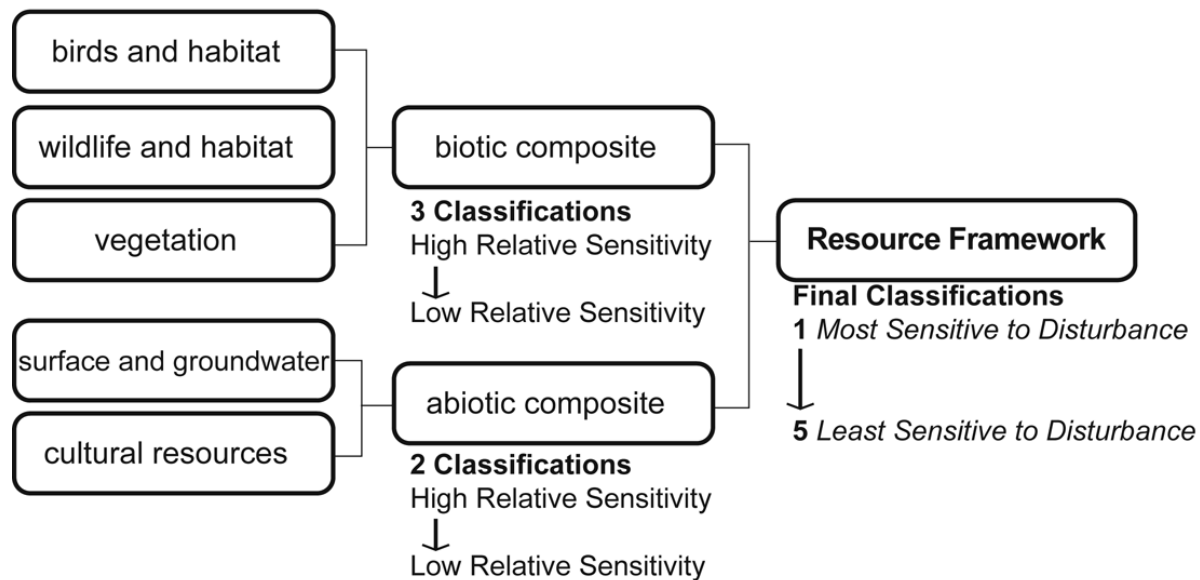 birds and habitat
wildlife and habitat
vegetation
surface and groundwater
cultural resources
biotic composite
3 Classifications
High Relative Sensitivity
Low Relative Sensitivity
abiotic composite
2 Classifications
High Relative Sensitivity
Low Relative Sensitivity
Resource Framework
Final Classifications
1 Most Sensitive to Disturbance
5 Least Sensitive to Disturbance